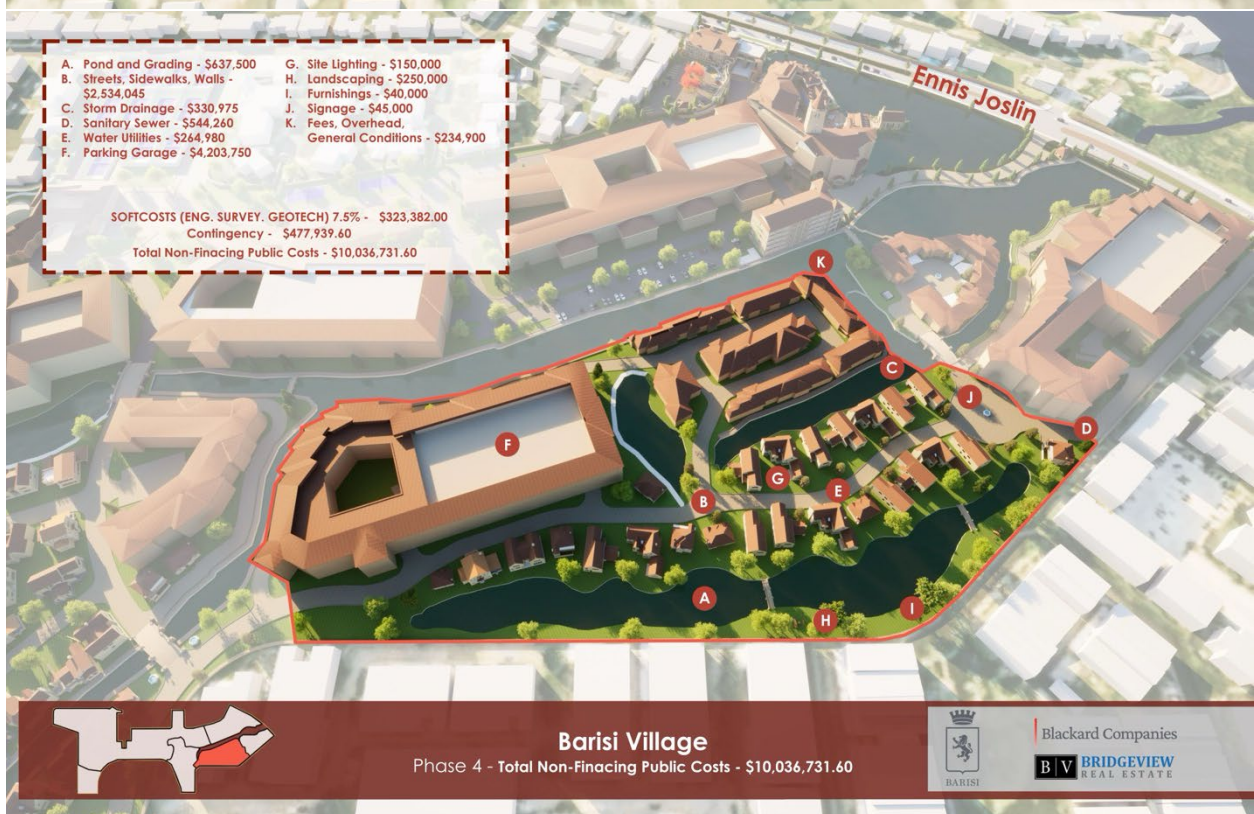 A. Pond and Grading - $637,500
B. Streets, Sidewalks, Walls -
$2,534,045
C. Storm Drainage - $330,975
D. Sanitary Sewer - $544,260
E. Water Utilities - $264,980
F. Parking Garage - $4,203,750
G. Site Lighting - $150,000
H. Landscaping - $250,000
I. Furnishings - $40,000
J. Signage - $45,000
K. Fees, Overhead,
General Conditions - $234,900
SOFTCOSTS (ENG. SURVEY. GEOTECH) 7.5% - $323,382.00
Contingency - $477,939.60
Total Non-Finacing Public Costs - $10,036,731.60
Ennis Joslin
K
C
J
D
F
G
E
B
A
H
I
Barisi Village
Phase 4 - Total Non-Finacing Public Costs - $10,036,731.60
BARISI
Blackard Companies
BV BRIDGEVIEW
REAL ESTATE